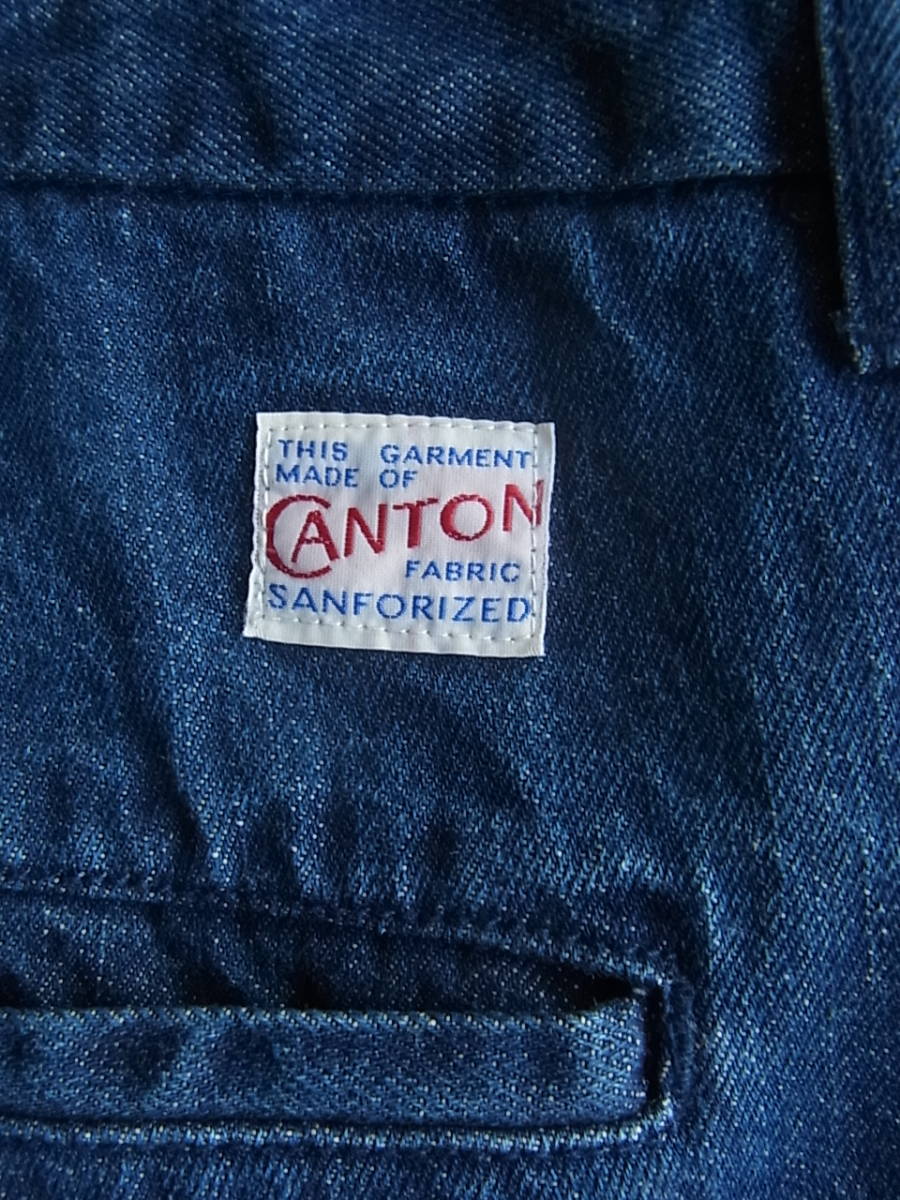 THIS GARMENT
MADE OF
CANTON
FABRIC
SANFORIZED